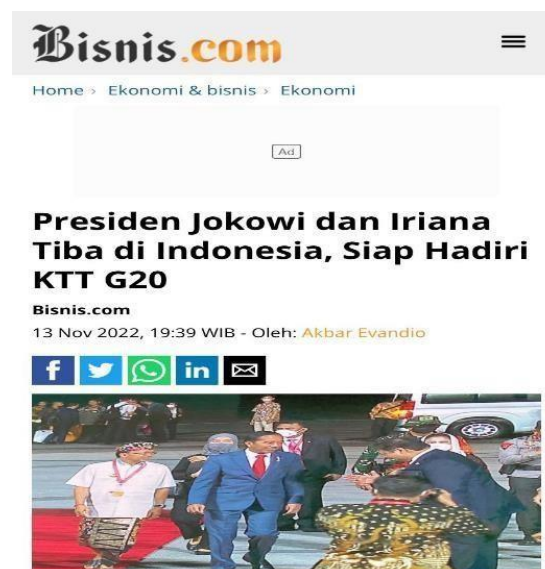 Bisnis.com
Home › Ekonomi & bisnis › Ekonomi
Ad
Presiden Jokowi dan Iriana
Tiba di Indonesia, Siap Hadiri
KTT G20
Bisnis.com
13 Nov 2022, 19:39 WIB - Oleh: Akbar Evandio
f in